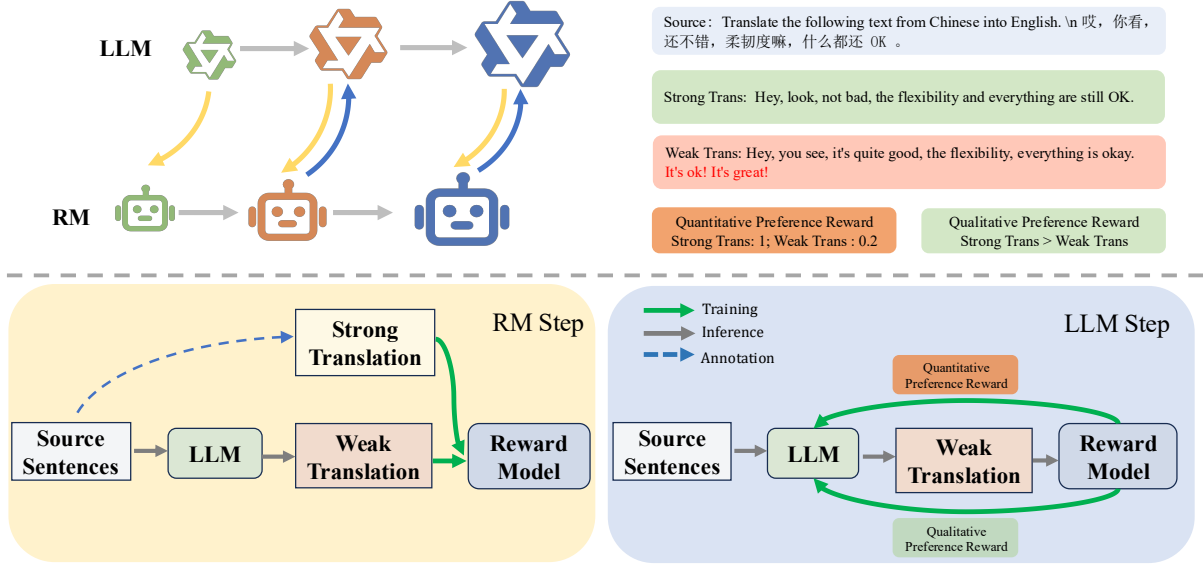 LLM
RM
Source: Translate the following text from Chinese into English. \n 哎，你看，
还不错，柔韧度嘛，什么都还 OK 。
Strong Trans: Hey, look, not bad, the flexibility and everything are still OK.
Weak Trans: Hey, you see, it's quite good, the flexibility, everything is okay.
It's ok! It's great!
Quantitative Preference Reward
Strong Trans: 1; Weak Trans : 0.2
Qualitative Preference Reward
Strong Trans > Weak Trans
RM Step
Strong
Translation
Source
Sentences
LLM
Weak
Translation
Reward
Model
Training
Inference
Annotation
LLM Step
Quantitative
Preference Reward
Source
Sentences
LLM
Weak
Translation
Reward
Model
Qualitative
Preference Reward